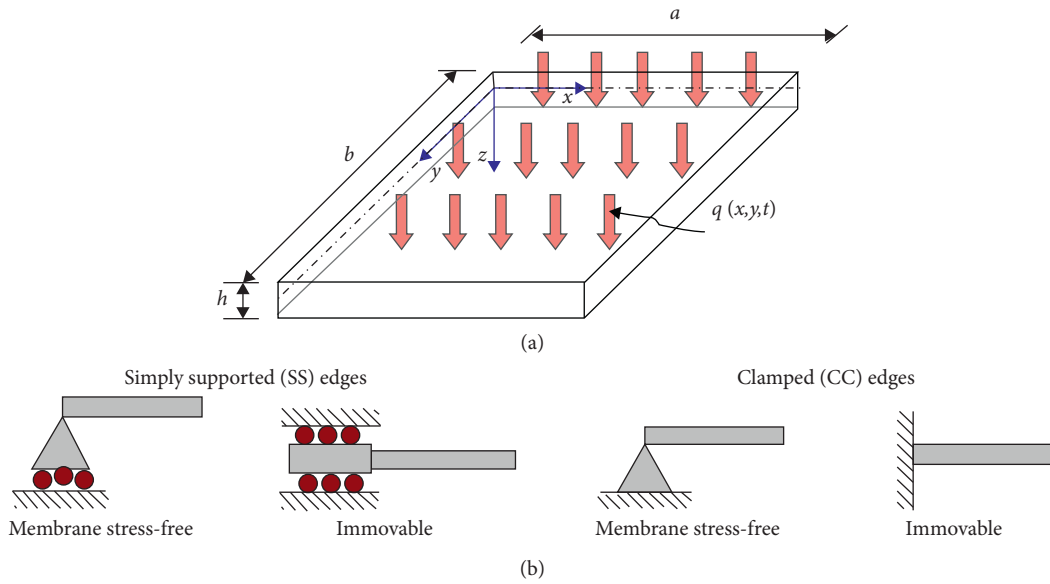 a
x
b
y
z
q (x,y,t)
h
(a)
Simply supported (SS) edges
Clamped (CC) edges
Membrane stress-free
Immovable
Membrane stress-free
Immovable
(b)